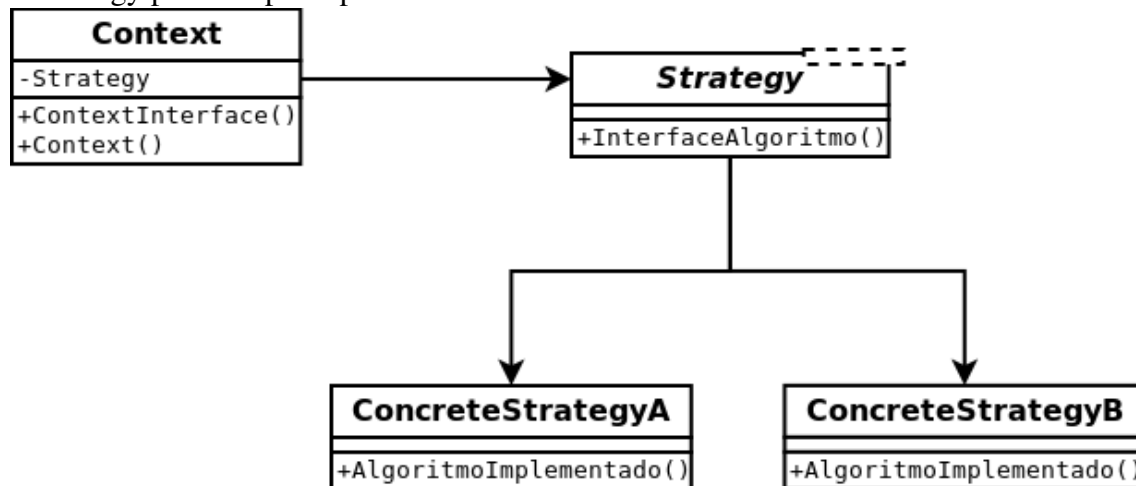 Context
-Strategy
+ContextInterface()
+Context()
Strategy
+InterfaceAlgoritmo()
ConcreteStrategyA
+AlgoritmoImplementado()
ConcreteStrategyB
+AlgoritmoImplementado()